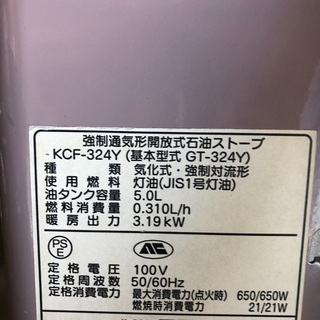 強制通気形開放式石油ストーブ
KCF-324Y (基本型式 GT-324Y)
種類 気化式・強制対流形
使用燃料 灯油(JIS1号灯油)
油タンク容量 5.0L
燃料消費量 0.310L/h
暖房出力 3.19kW
PS
E
定格電圧 100V
定格周波数 50/60Hz
定格消費電力 最大消費電力(点火時) 650/650W
燃焼時消費電力 21/21W